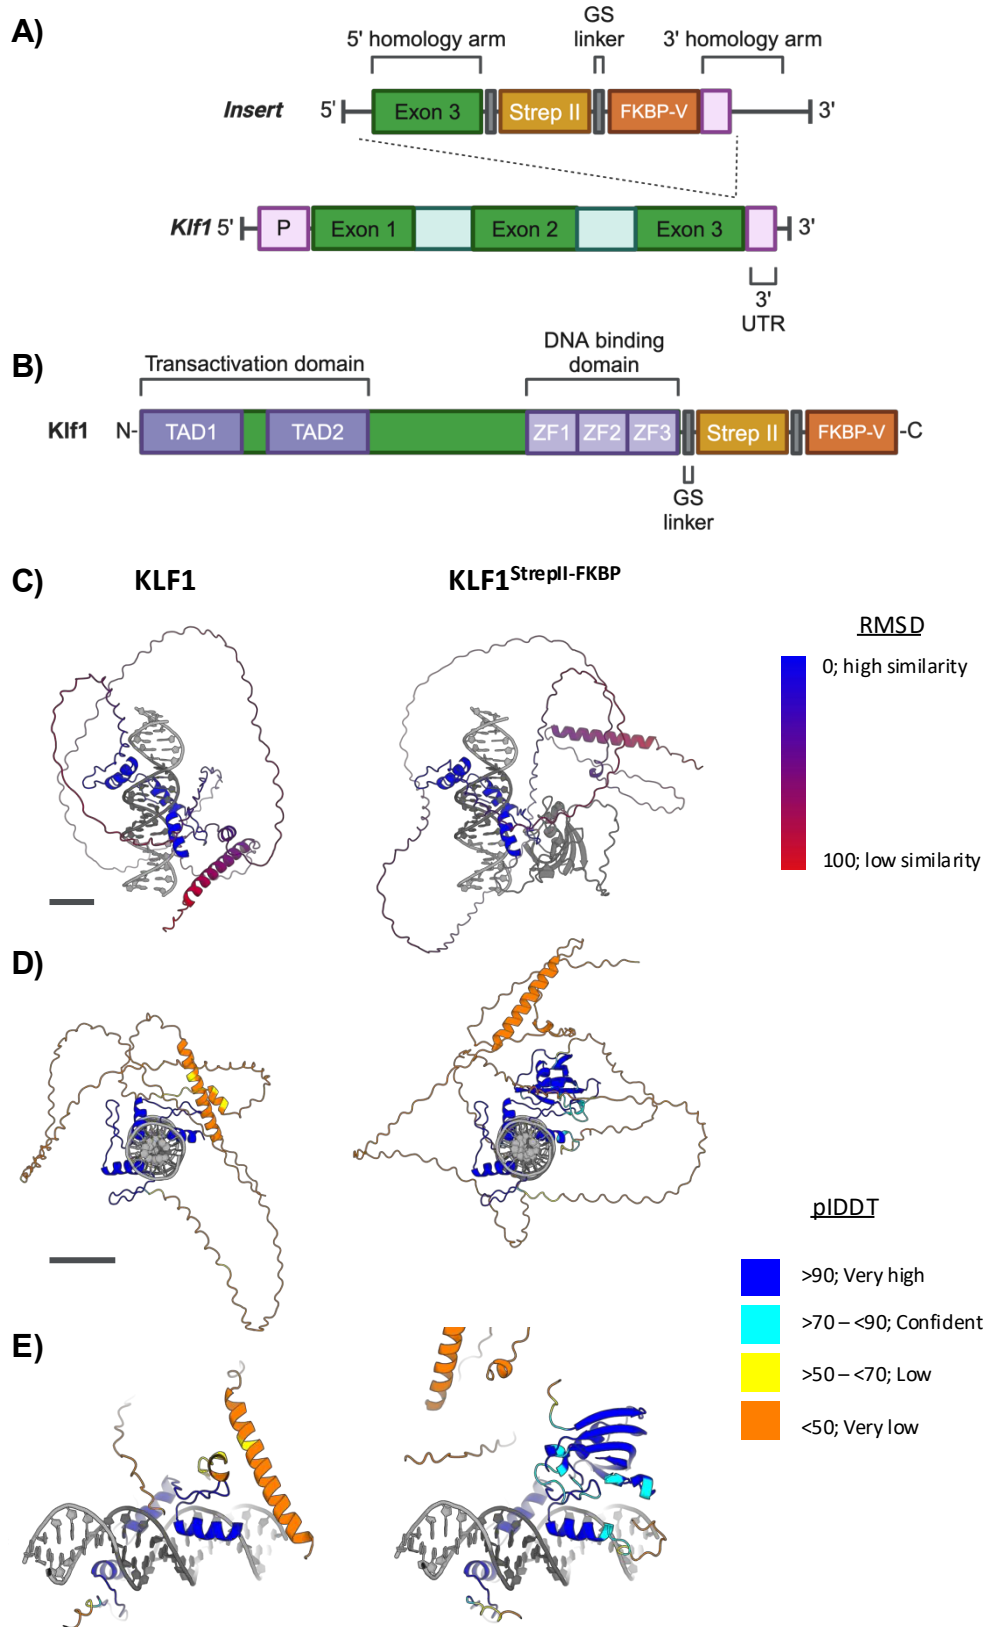 A)
GS
linker
5' homology arm
3' homology arm
Insert 5' Exon 3 Strep II FKBP-V 3'
Klf1 5' P Exon 1 Exon 2 Exon 3 3'
3'
UTR
B)
DNA binding
domain
Transactivation domain
Klf1 N- TAD1 TAD2 ZF1 ZF2 ZF3 Strep II FKBP-V -C
GS
linker
C)
KLF1
KLF1StrepII-FKBP
RMSD
0; high similarity
100; low similarity
D)
plDDT
>90; Very high
>70 – <90; Confident
>50 – <70; Low
<50; Very low
E)